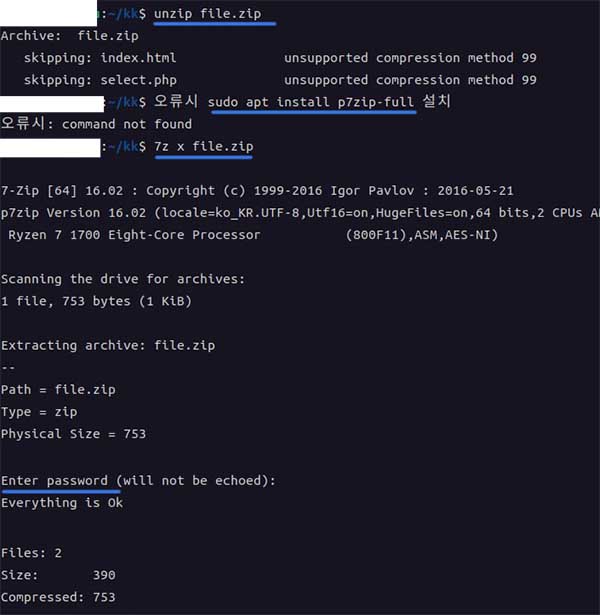 :~/kk$ unzip file.zip
Archive:  file.zip
   skipping: index.html              unsupported compression method 99
   skipping: select.php              unsupported compression method 99
:~/kk$ 오류시 sudo apt install p7zip-full 설치
오류시: command not found
:~/kk$ 7z x file.zip
7-Zip [64] 16.02 : Copyright (c) 1999-2016 Igor Pavlov : 2016-05-21
p7zip Version 16.02 (locale=ko_KR.UTF-8,Utf16=on,HugeFiles=on,64 bits,2 CPUs
 Ryzen 7 1700 Eight-Core Processor           (800F11),ASM,AES-NI)
Scanning the drive for archives:
1 file, 753 bytes (1 KiB)
Extracting archive: file.zip
--
Path = file.zip
Type = zip
Physical Size = 753
Enter password (will not be echoed):
Everything is Ok
Files: 2
Size:       390
Compressed: 753